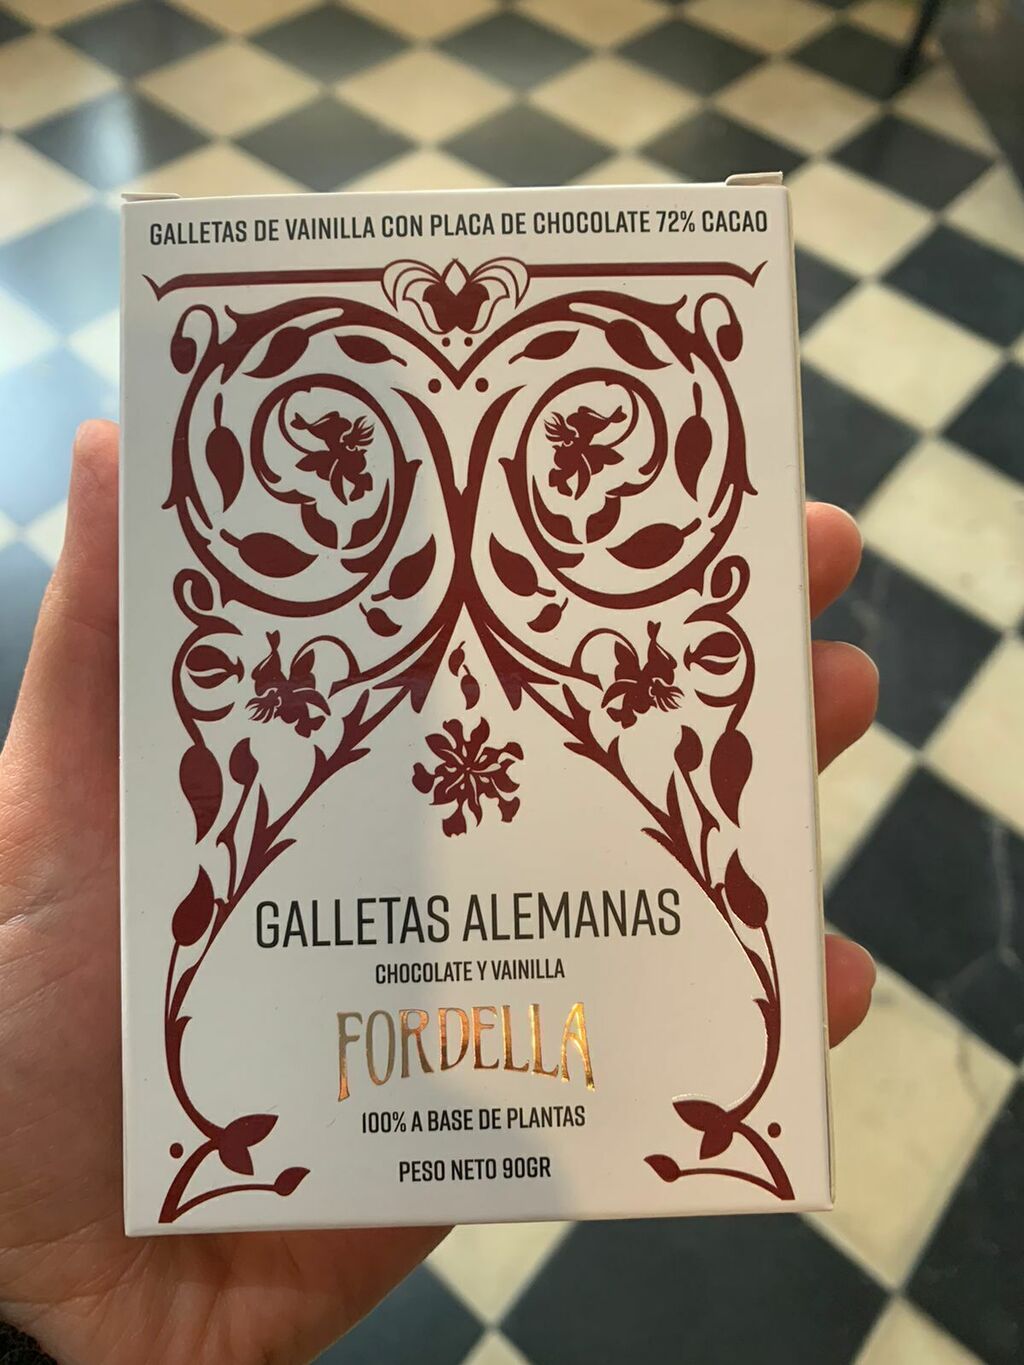 GALLETAS DE VAINILLA CON PLACA DE CHOCOLATE 72% CACAO
GALLETAS ALEMANAS
CHOCOLATE Y VAINILLA
FORDELLA
100% A BASE DE PLANTAS
PESO NETO 90GR